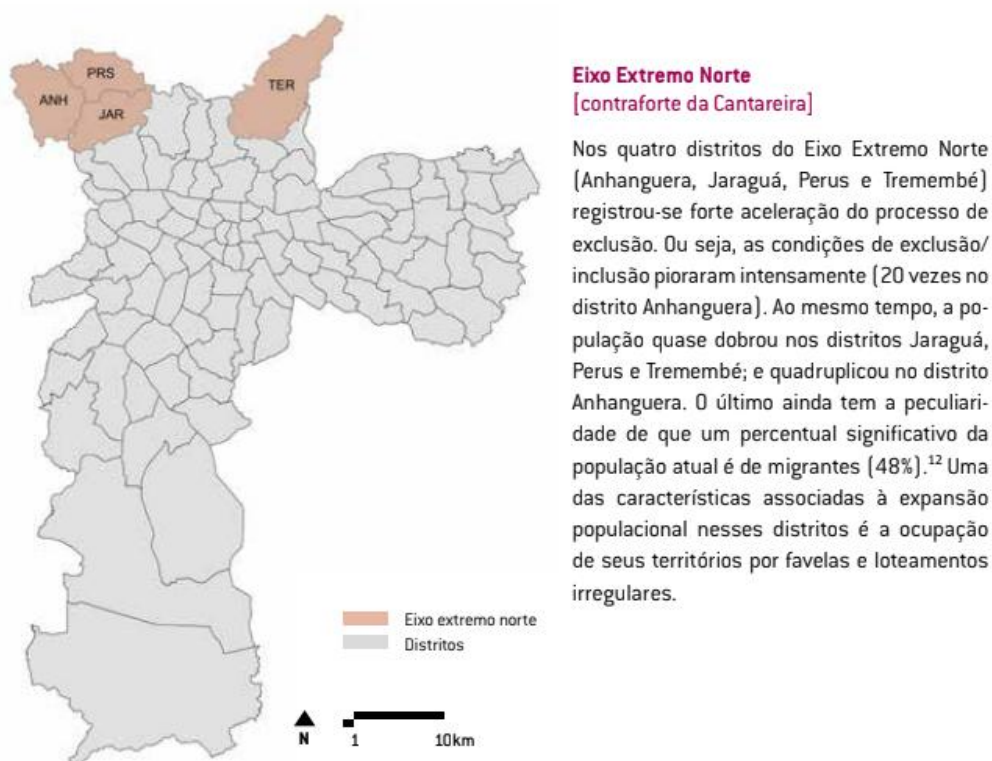 PRS
ANH
JAR
TER
Eixo Extremo Norte
[contraforte da Cantareira]
Nos quatro distritos do Eixo Extremo Norte
(Anhanguera, Jaraguá, Perus e Tremembé)
registrou-se forte aceleração do processo de
exclusão. Ou seja, as condições de exclusão/
inclusão pioraram intensamente (20 vezes no
distrito Anhanguera). Ao mesmo tempo, a po-
pulação quase dobrou nos distritos Jaraguá,
Perus e Tremembé; e quadruplicou no distrito
Anhanguera. O último ainda tem a peculiari-
dade de que um percentual significativo da
população atual é de migrantes (48%).¹² Uma
das características associadas à expansão
populacional nesses distritos é a ocupação
de seus territórios por favelas e loteamentos
irregulares.
Eixo extremo norte
Distritos
N
1 10km